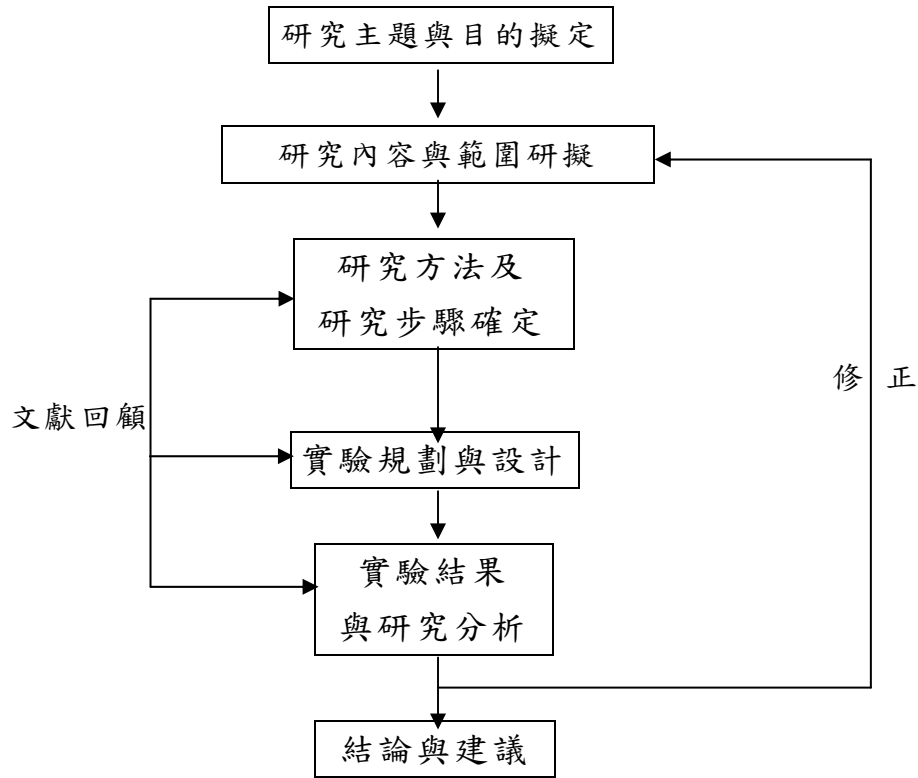 研究主題與目的擬定
研究內容與範圍研擬
研究方法及
研究步驟確定
修 正
文獻回顧
實驗規劃與設計
實驗結果
與研究分析
結論與建議